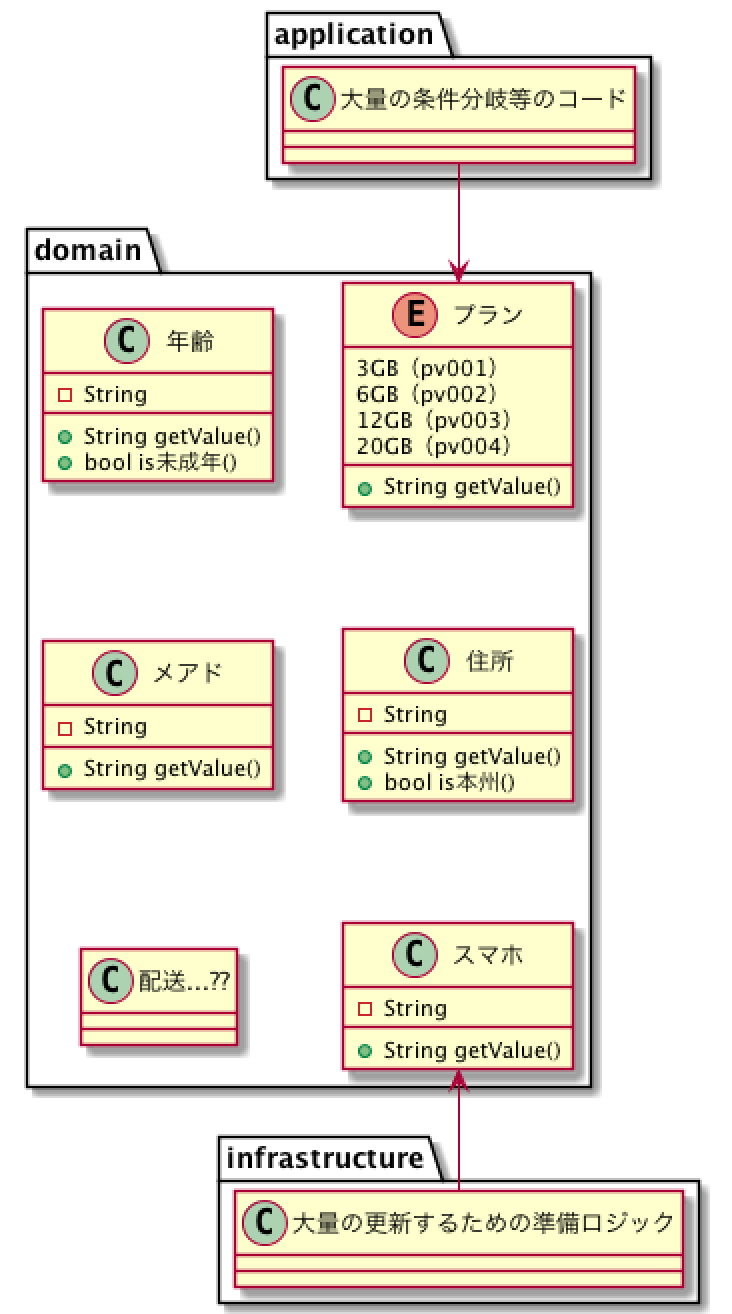 application
C 大量の条件分岐等のコード
domain
C 年齢
String
String getValue()
bool is未成年()
E プラン
3GB（pv001）
6GB（pv002）
12GB（pv003）
20GB（pv004）
String getValue()
C メアド
String
String getValue()
C 住所
String
String getValue()
bool is本州()
C 配送...??
C スマホ
String
String getValue()
infrastructure
C 大量の更新するための準備ロジック